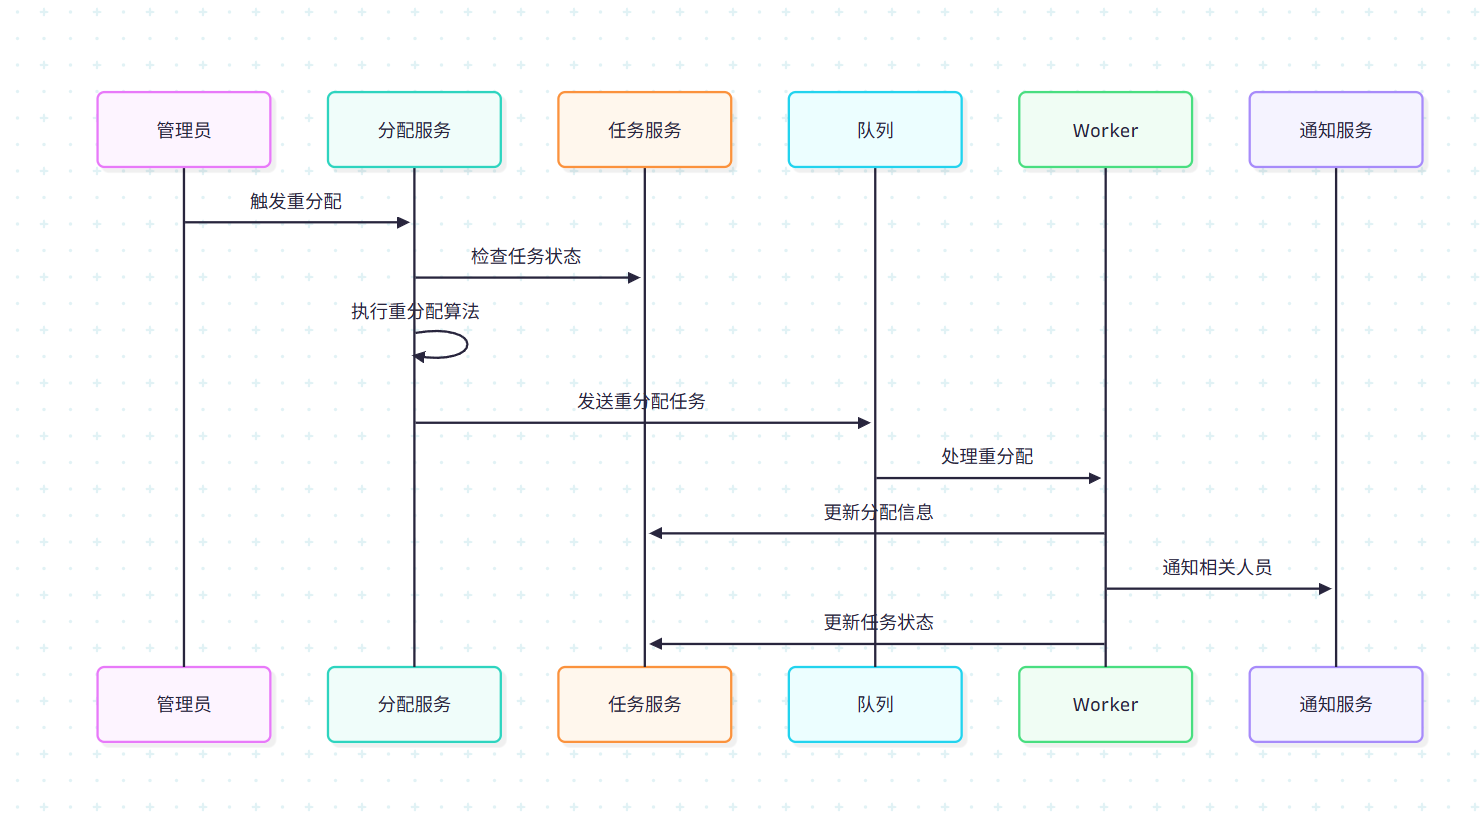 管理员
分配服务
任务服务
队列
Worker
通知服务
触发重分配
检查任务状态
执行重分配算法
发送重分配任务
处理重分配
更新分配信息
通知相关人员
更新任务状态
管理员
分配服务
任务服务
队列
Worker
通知服务